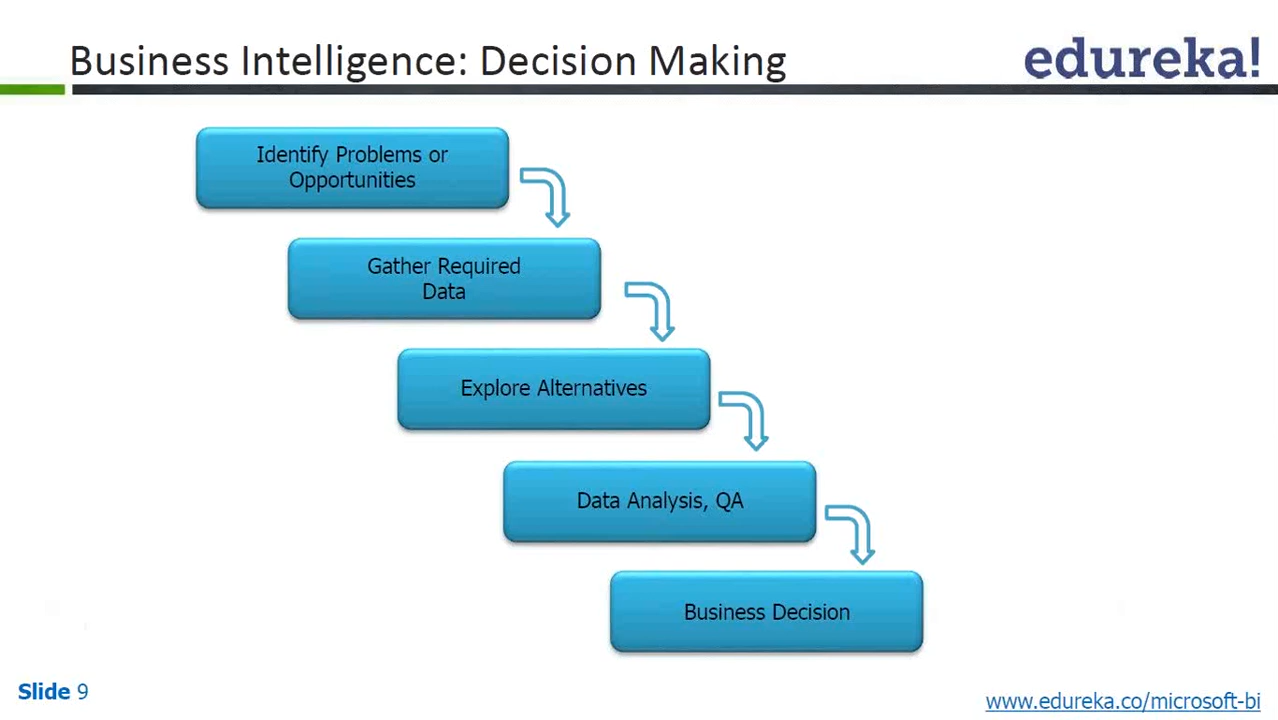 Business Intelligence: Decision Making
edureka!
Identify Problems or
Opportunities
Gather Required
Data
Explore Alternatives
Data Analysis, QA
Business Decision
Slide 9
www.edureka.co/microsoft-bi